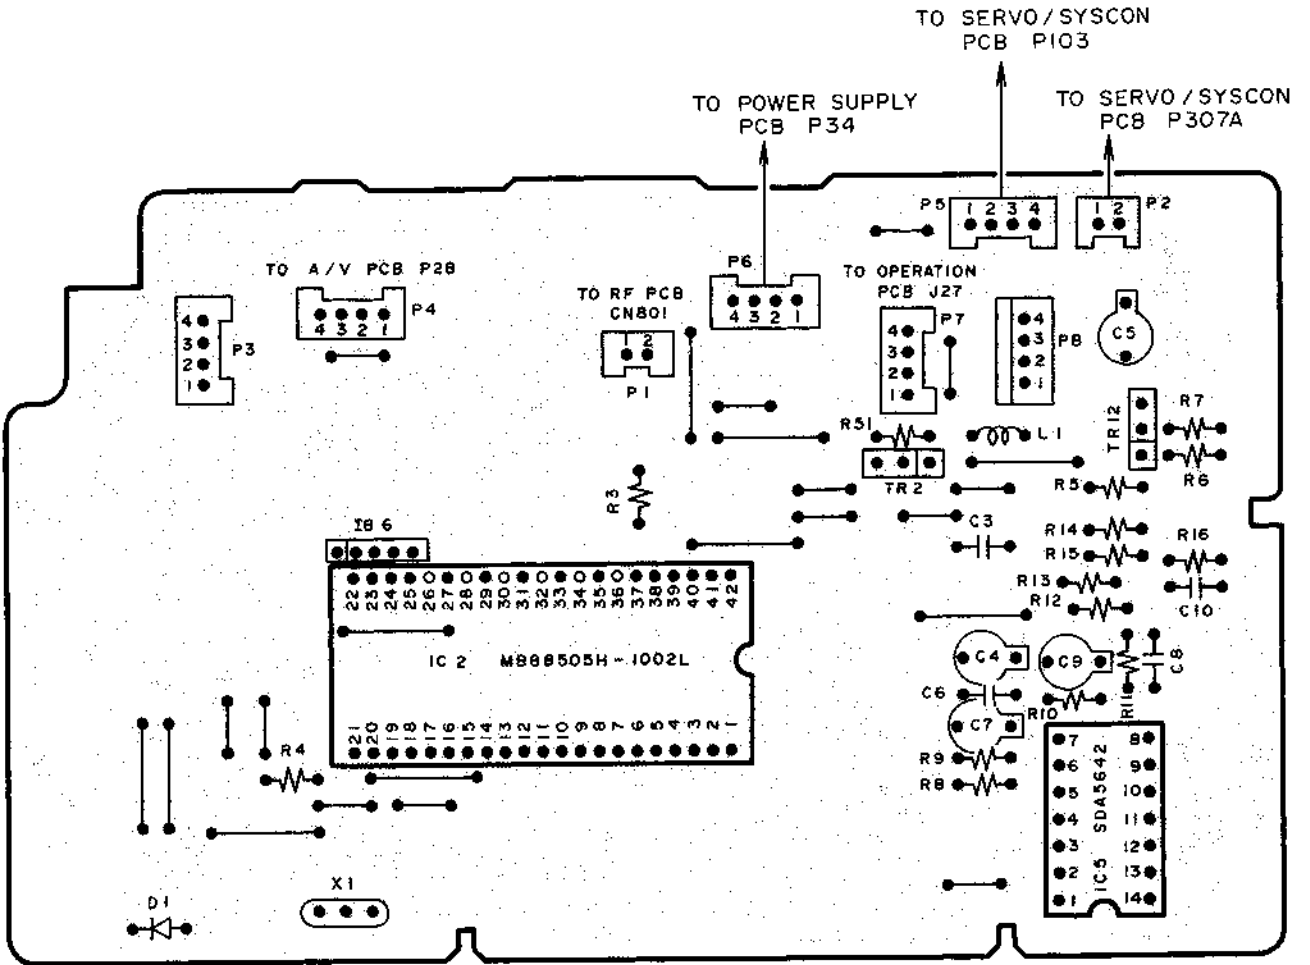 TO SERVO/SYSCON
PCB P103
TO POWER SUPPLY
PCB P34
TO SERVO/SYSCON
PCB P307A
P5
1 2 3 4
1 2
P2
TO A/V PCB P28
4 3 2 1
P4
P6
4 3 2 1
TO OPERATION
PCB J27
TO RF PCB
CN801
1 2
P1
4
3
2
1
P3
4
3
2
1
P7
4
3
2
1
P8
C5
R51
L1
TR2
TR12
R7
R6
R5
R3
C3
R14
R15
R16
R13
R12
C10
IB6
22 23 24 25 26 27 28 29 30 31 32 33 34 35 36 37 38 39 40 41 42
IC2 MB88505H-1002L
21 20 19 18 17 16 15 14 13 12 11 10 9 8 7 6 5 4 3 2 1
C4
C9
C8
C6
R10
R11
C7
R9
R8
R4
7 8
6 9
5 10
4 11
3 12
2 13
1 14
IC5 SDA5642
X1
D1